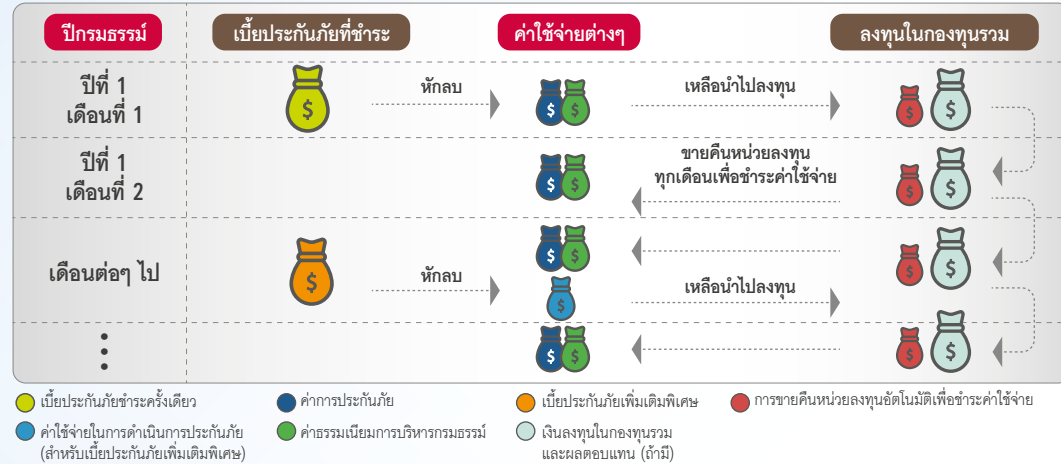 ปีกรมธรรม์
เบี้ยประกันภัยที่ชำระ
ค่าใช้จ่ายต่างๆ
ลงทุนในกองทุนรวม
ปีที่ 1
เดือนที่ 1
$
หักลบ
$ $
เหลือนำไปลงทุน
$ $
ปีที่ 1
เดือนที่ 2
$ $
ขายคืนหน่วยลงทุน
ทุกเดือนเพื่อชำระค่าใช้จ่าย
$ $
เดือนต่อๆ ไป
$
หักลบ
$ $
$
เหลือนำไปลงทุน
$ $
$ $
$ $
เบี้ยประกันภัยชำระครั้งเดียว
ค่าการประกันภัย
เบี้ยประกันภัยเพิ่มเติมพิเศษ
การขายคืนหน่วยลงทุนอัตโนมัติเพื่อชำระค่าใช้จ่าย
ค่าใช้จ่ายในการดำเนินการประกันภัย
(สำหรับเบี้ยประกันภัยเพิ่มเติมพิเศษ)
ค่าธรรมเนียมการบริหารกรมธรรม์
เงินลงทุนในกองทุนรวม
และผลตอบแทน (ถ้ามี)